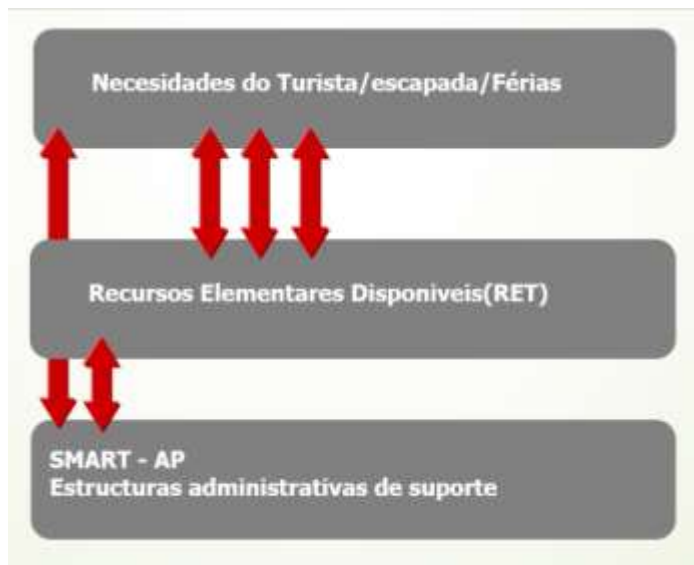 Necesidades do Turista/escapada/Férias
Recursos Elementares Disponiveis(RET)
SMART - AP
Estructuras administrativas de suporte